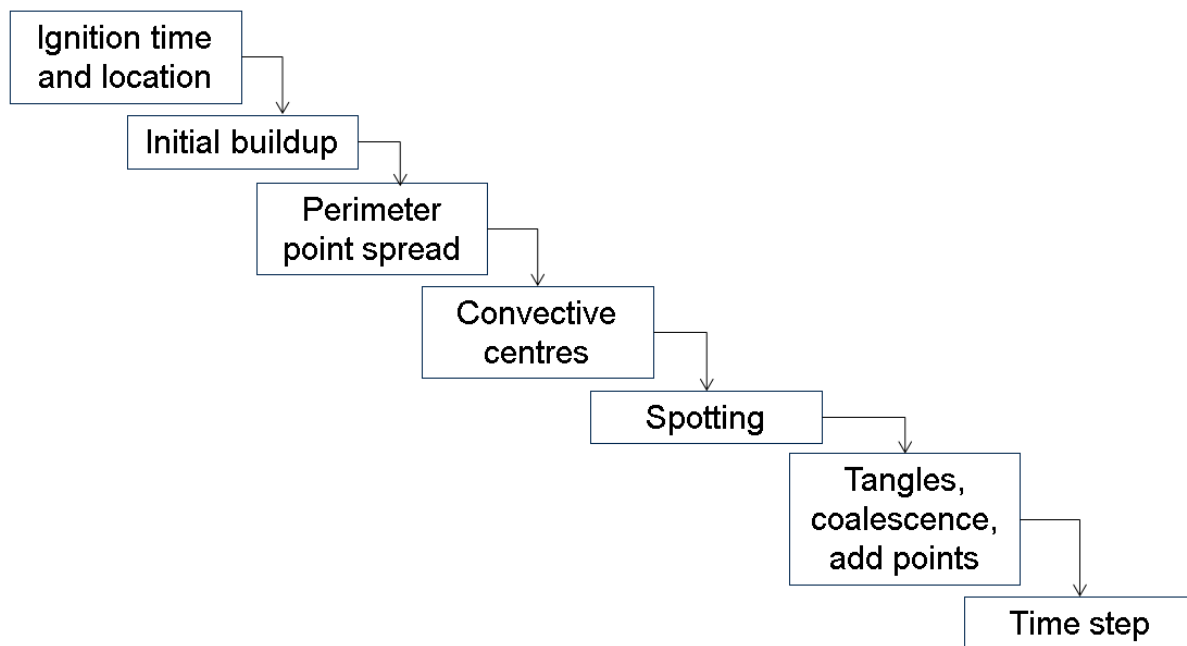 Ignition time
and location
Initial buildup
Perimeter
point spread
Convective
centres
Spotting
Tangles,
coalescence,
add points
Time step